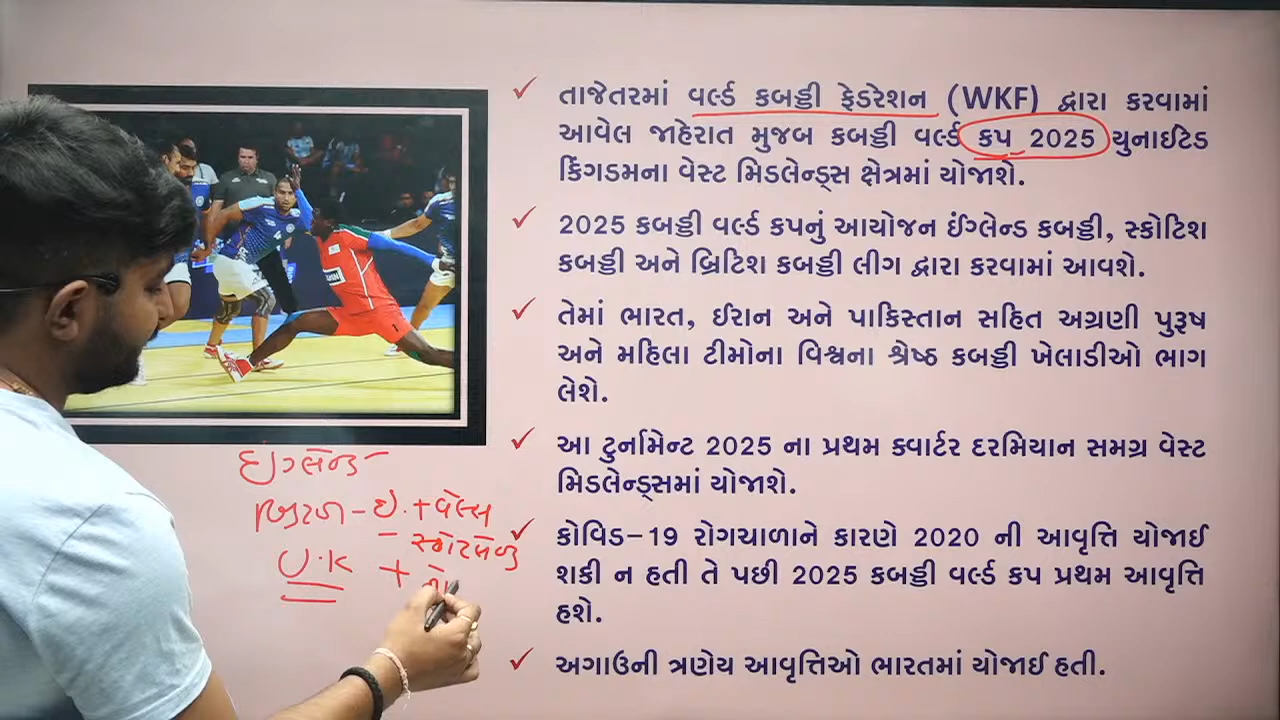 તાજેતરમાં વર્લ્ડ કબડ્ડી ફેડરેશન (WKF) દ્વારા કરવામાં
આવેલ જાહેરાત મુજબ કબડ્ડી વર્લ્ડ કપ 2025 યુનાઈટેડ
કિંગડમના વેસ્ટ મિડલેન્ડ્સ ક્ષેત્રમાં યોજાશે.
2025 કબડ્ડી વર્લ્ડ કપનું આયોજન ઈંગ્લેન્ડ કબડ્ડી, સ્કોટિશ
કબડ્ડી અને બ્રિટિશ કબડ્ડી લીગ દ્વારા કરવામાં આવશે.
તેમાં ભારત, ઈરાન અને પાકિસ્તાન સહિત અગ્રણી પુરૂષ
અને મહિલા ટીમોના વિશ્વના શ્રેષ્ઠ કબડ્ડી ખેલાડીઓ ભાગ
લેશે.
આ ટુર્નામેન્ટ 2025 ના પ્રથમ ક્વાર્ટર દરમિયાન સમગ્ર વેસ્ટ
મિડલેન્ડ્સમાં યોજાશે.
કોવિડ-19 રોગચાળાને કારણે 2020 ની આવૃત્તિ યોજાઈ
શકી ન હતી તે પછી 2025 કબડ્ડી વર્લ્ડ કપ પ્રથમ આવૃત્તિ
હશે.
અગાઉની ત્રણેય આવૃત્તિઓ ભારતમાં યોજાઈ હતી.
ઇંગ્લેન્ડ
બ્રિટન - ઇં. + વેલ્સ
- સ્કોટલેન્ડ
U.K +